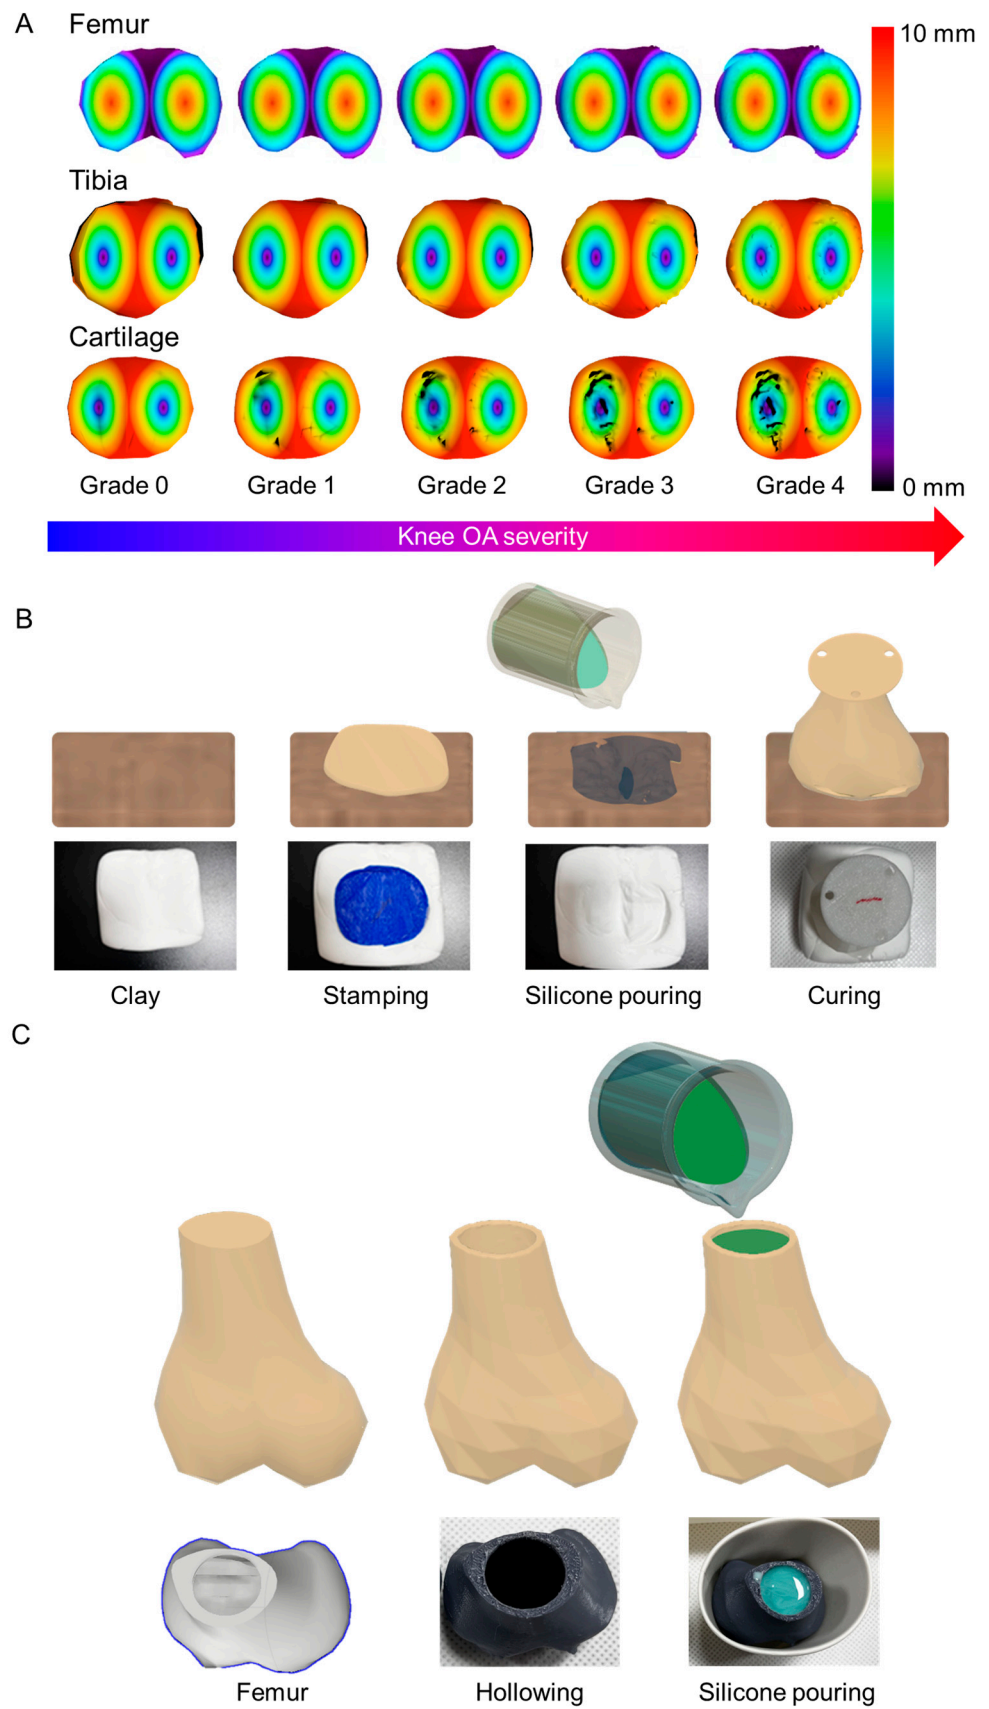 A
Femur
10 mm
Tibia
Cartilage
Grade 0 Grade 1 Grade 2 Grade 3 Grade 4
0 mm
Knee OA severity
B
Clay Stamping Silicone pouring Curing
C
Femur Hollowing Silicone pouring